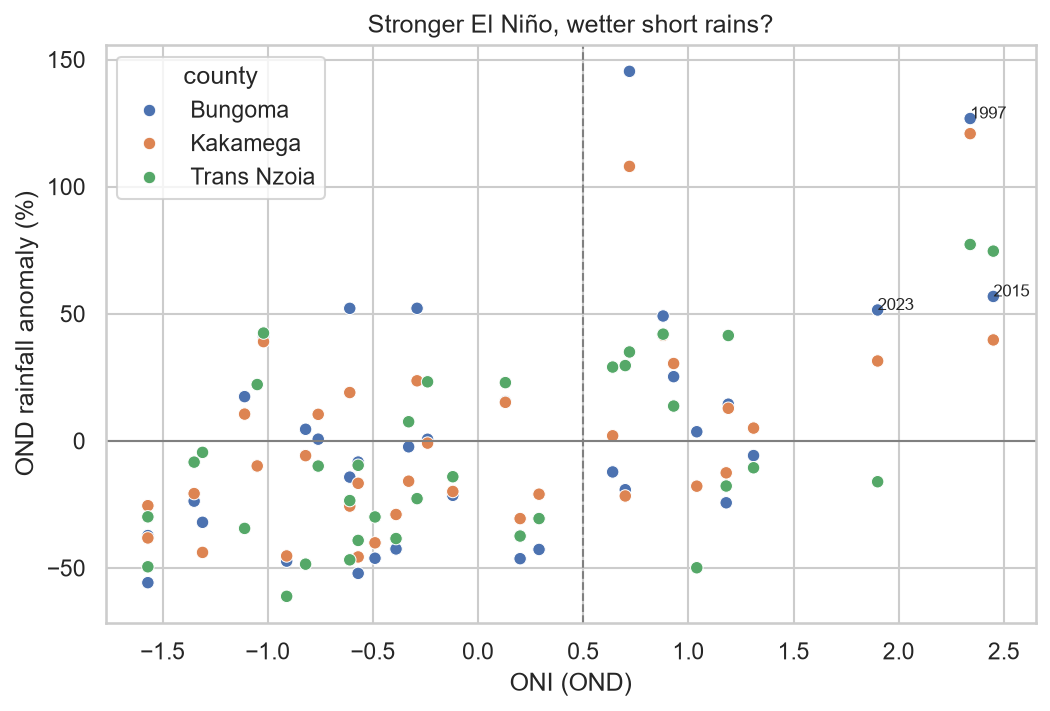 Stronger El Niño, wetter short rains?
county
Bungoma
Kakamega
Trans Nzoia
1997
2015
2023
OND rainfall anomaly (%)
150
100
50
0
−50
−1.5 −1.0 −0.5 0.0 0.5 1.0 1.5 2.0 2.5
ONI (OND)